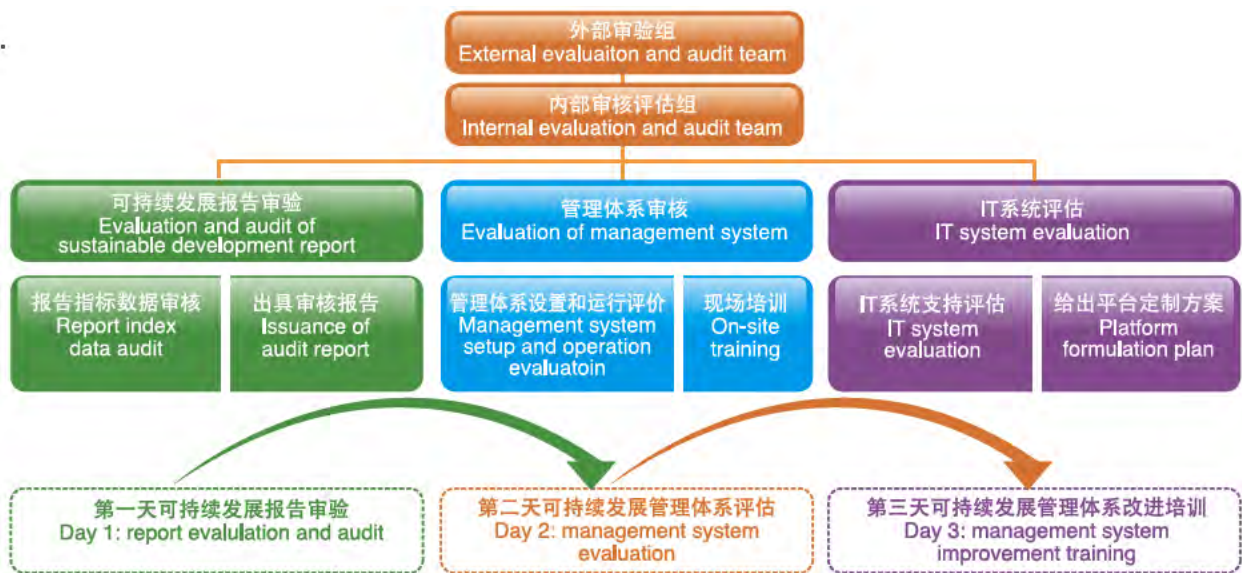 外部审验组
External evaluaiton and audit team
内部审核评估组
Internal evaluation and audit team
可持续发展报告审验
Evaluation and audit of
sustainable development report
管理体系审核
Evaluation of management system
IT系统评估
IT system evaluation
报告指标数据审核
Report index
data audit
出具审核报告
Issuance of
audit report
管理体系设置和运行评价
Management system
setup and operation
evaluatoin
现场培训
On-site
training
IT系统支持评估
IT system
evaluation
给出平台定制方案
Platform
formulation plan
第一天可持续发展报告审验
Day 1: report evalulation and audit
第二天可持续发展管理体系评估
Day 2: management system
evaluation
第三天可持续发展管理体系改进培训
Day 3: management system
improvement training